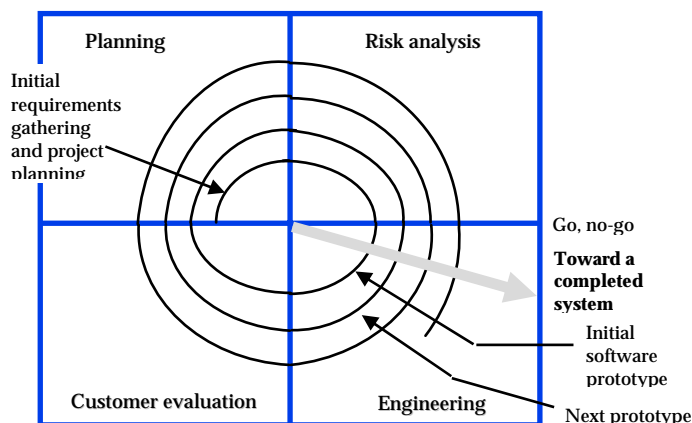 Planning
Risk analysis
Initial
requirements
gathering
and project
planning
Go, no-go
Toward a
completed
system
Initial
software
prototype
Customer evaluation
Engineering
Next prototype